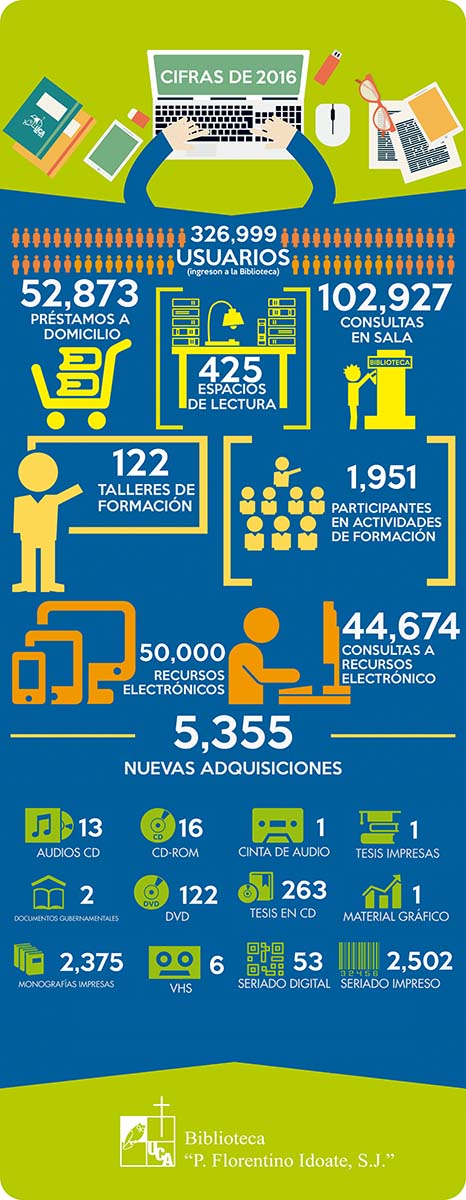 CIFRAS DE 2016
UCA
326,999
USUARIOS
(ingreson a la Biblioteca)
52,873
PRÉSTAMOS A
DOMICILIO
425
ESPACIOS
DE LECTURA
102,927
CONSULTAS
EN SALA
BIBLIOTECA
122
TALLERES DE
FORMACIÓN
1,951
PARTICIPANTES
EN ACTIVIDADES
DE FORMACIÓN
50,000
RECURSOS
ELECTRÓNICOS
44,674
CONSULTAS A
RECURSOS
ELECTRÓNICO
5,355
NUEVAS ADQUISICIONES
13
AUDIOS CD
CD
16
CD-ROM
1
CINTA DE AUDIO
1
TESIS IMPRESAS
2
DOCUMENTOS GUBERNAMENTALES
DVD
122
DVD
DVD
263
TESIS EN CD
1
MATERIAL GRÁFICO
2,375
MONOGRAFÍAS IMPRESAS
6
VHS
53
SERIADO DIGITAL
32456
2,502
SERIADO IMPRESO
UCA
Biblioteca
“P. Florentino Idoate, S.J.”